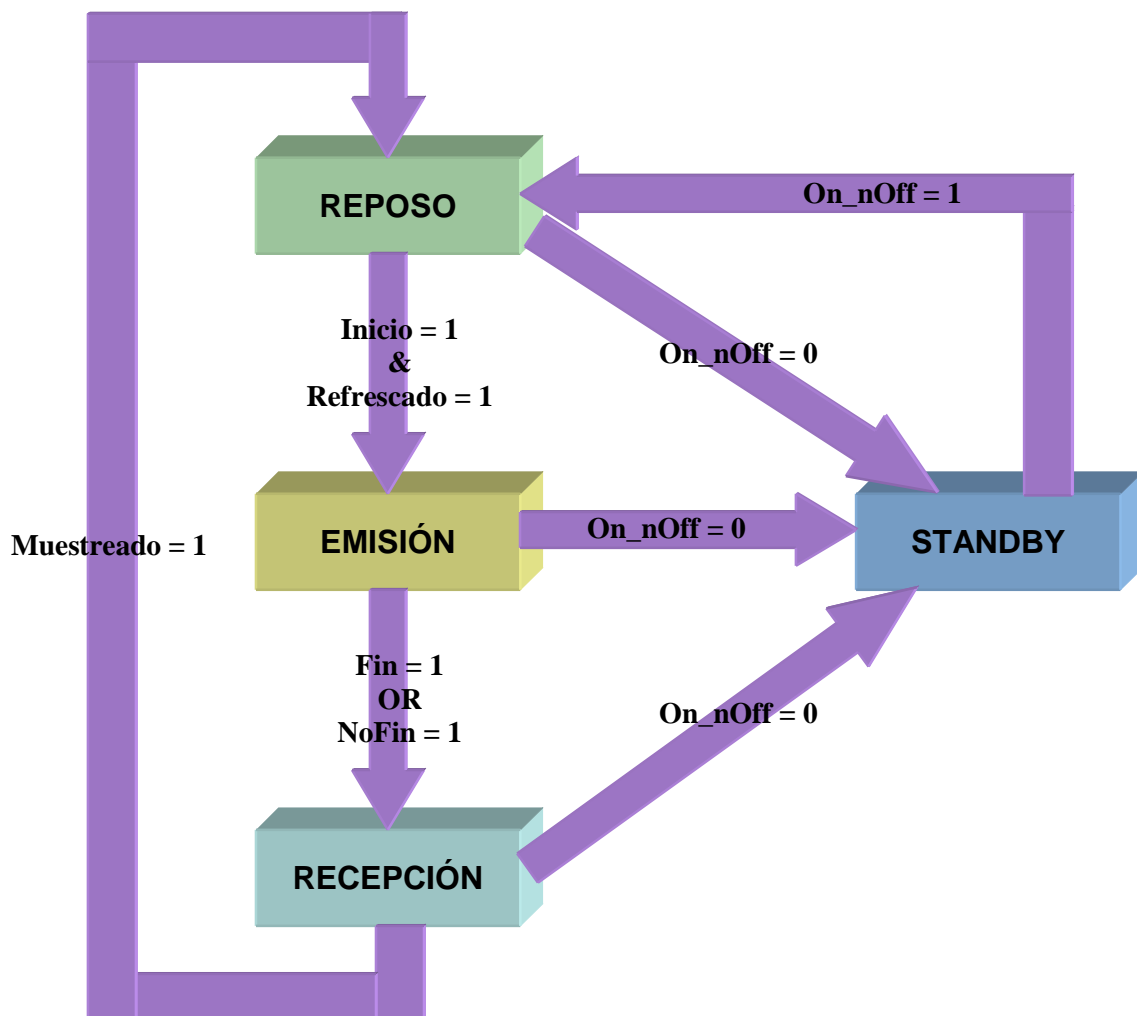 REPOSO
On_nOff = 1
Inicio = 1
&
Refrescado = 1
On_nOff = 0
EMISIÓN
On_nOff = 0
STANDBY
Muestreado = 1
Fin = 1
OR
NoFin = 1
On_nOff = 0
RECEPCIÓN